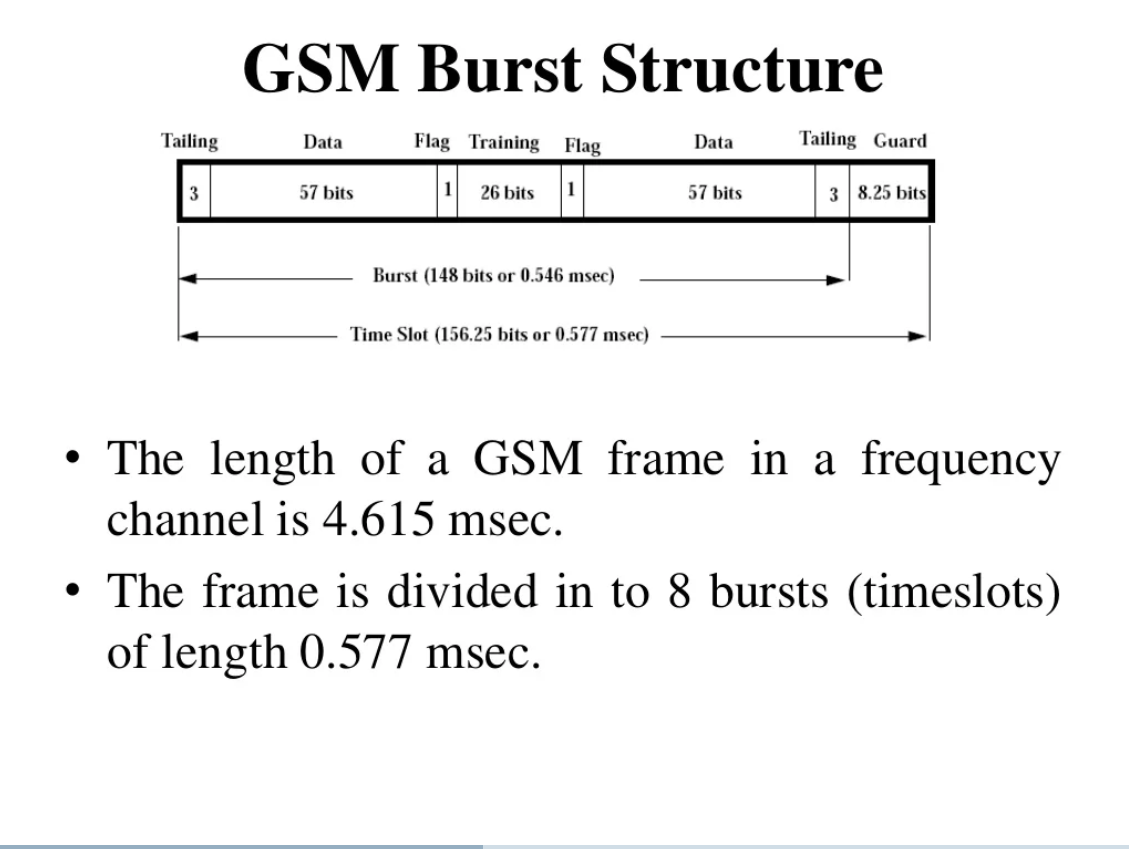 GSM Burst Structure
Tailing Data Flag Training Flag Data Tailing Guard
3 57 bits 1 26 bits 1 57 bits 3 8.25 bits
Burst (148 bits or 0.546 msec)
Time Slot (156.25 bits or 0.577 msec)
• The length of a GSM frame in a frequency
channel is 4.615 msec.
• The frame is divided in to 8 bursts (timeslots)
of length 0.577 msec.